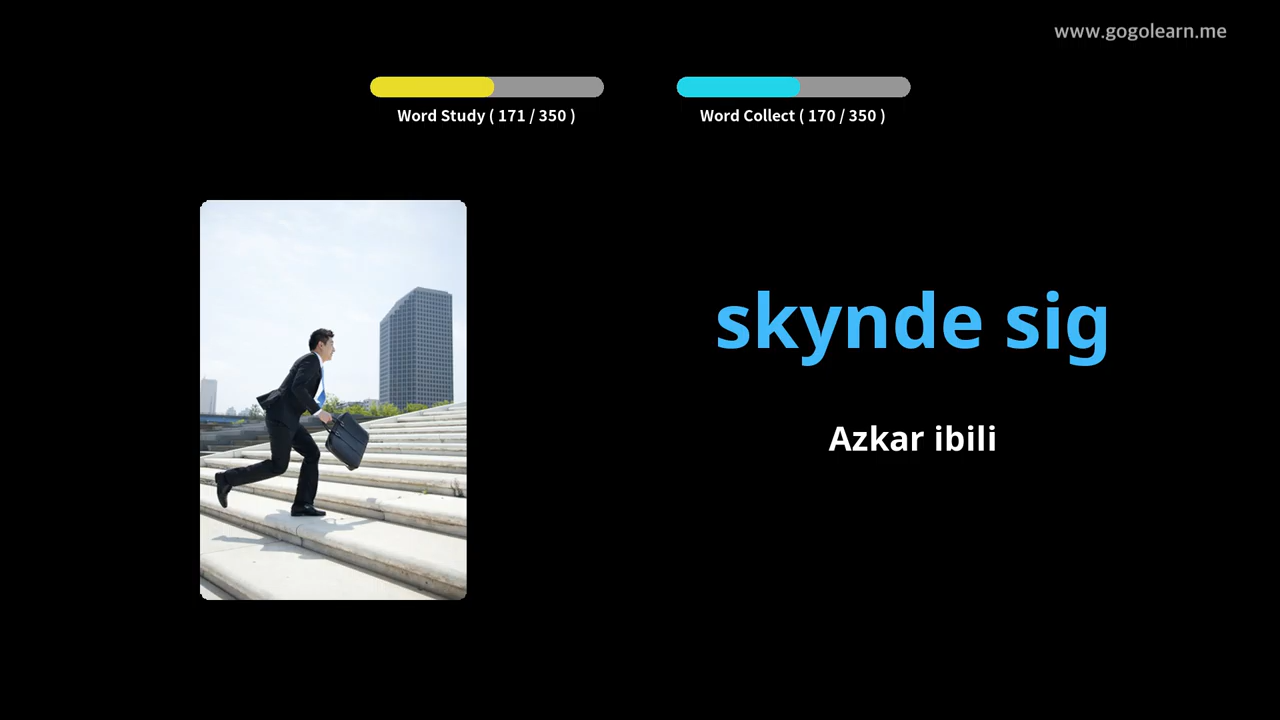 www.gogolearn.me
Word Study ( 171 / 350 )
Word Collect ( 170 / 350 )
skynde sig
Azkar ibili